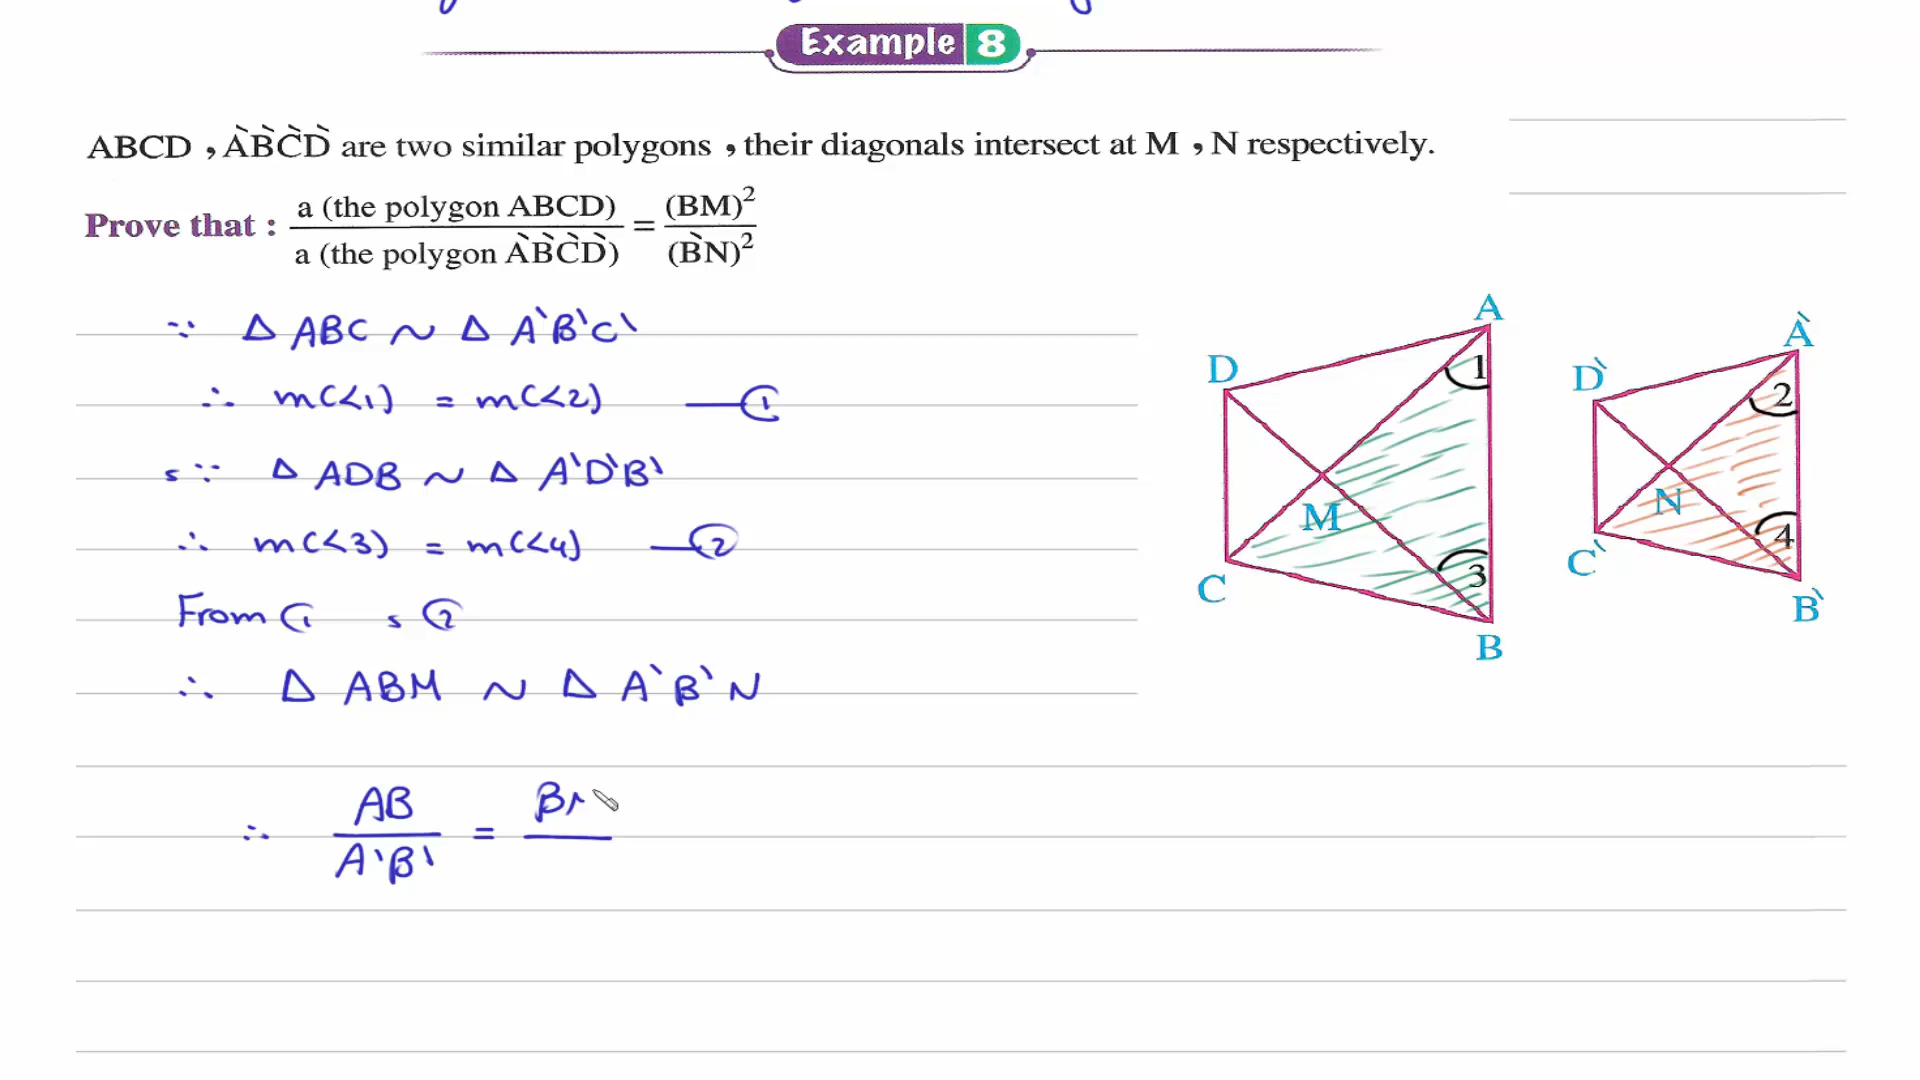 Example 8
ABCD , A̒B̒C̒D̒ are two similar polygons , their diagonals intersect at M , N respectively.
Prove that : a (the polygon ABCD) / a (the polygon A̒B̒C̒D̒) = (BM)² / (B̒N)²
∵ Δ ABC ~ Δ A`B`C`
∴ m(<1) = m(<2) —①
, ∵ Δ ADB ~ Δ A`D`B`
∴ m(<3) = m(<4) —②
From ① , ②
∴ Δ ABM ~ Δ A`B`N
∴ AB / A`B` = B
A
D
1
M
C
3
B
A`
D`
2
N
C`
4
B`